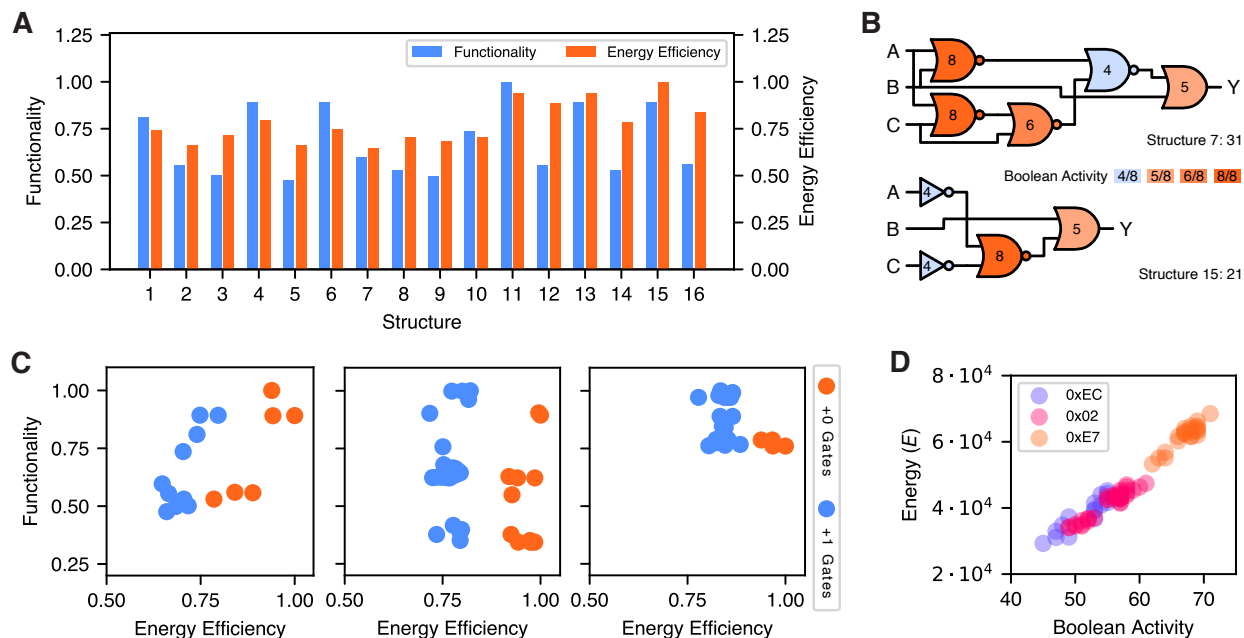 A
Functionality
Energy Efficiency
1.25
1.00
0.75
0.50
0.25
0.00
Functionality
1.25
1.00
0.75
0.50
0.25
0.00
Energy Efficiency
1 2 3 4 5 6 7 8 9 10 11 12 13 14 15 16
Structure
B
A
B
C
8
8
6
4
5
Y
Structure 7: 31
Boolean Activity 4/8 5/8 6/8 8/8
A
B
C
4
4
8
5
Y
Structure 15: 21
C
1.00
0.75
0.50
0.25
Functionality
0.50 0.75 1.00
Energy Efficiency
0.50 0.75 1.00
Energy Efficiency
0.50 0.75 1.00
Energy Efficiency
+0 Gates
+1 Gates
D
8 · 10⁴
6 · 10⁴
4 · 10⁴
2 · 10⁴
Energy (E)
0xEC
0x02
0xE7
40 50 60 70
Boolean Activity